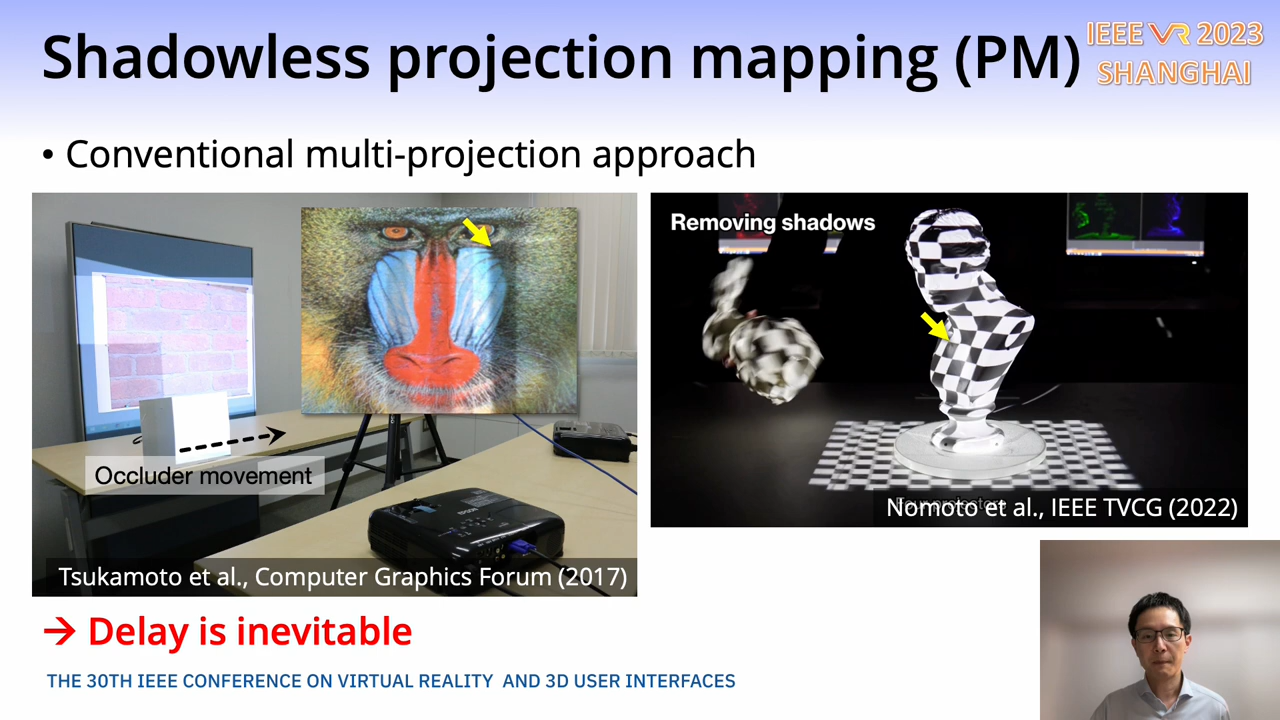 Shadowless projection mapping (PM)
IEEE VR 2023
SHANGHAI
• Conventional multi-projection approach
Removing shadows
Occluder movement
EPSON
Tsukamoto et al., Computer Graphics Forum (2017)
Nomoto et al., IEEE TVCG (2022)
→ Delay is inevitable
THE 30TH IEEE CONFERENCE ON VIRTUAL REALITY AND 3D USER INTERFACES